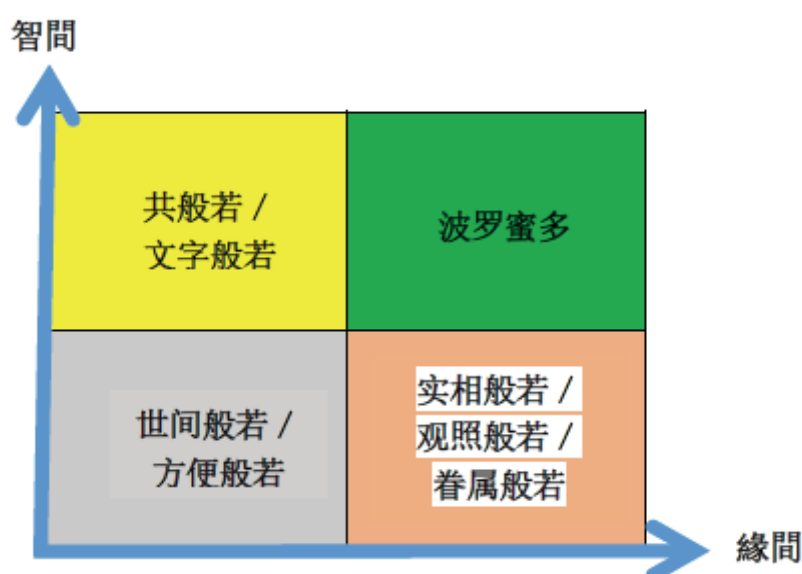 智間
共般若 /
文字般若
波罗蜜多
世间般若 /
方便般若
实相般若 /
观照般若 /
眷属般若
緣間